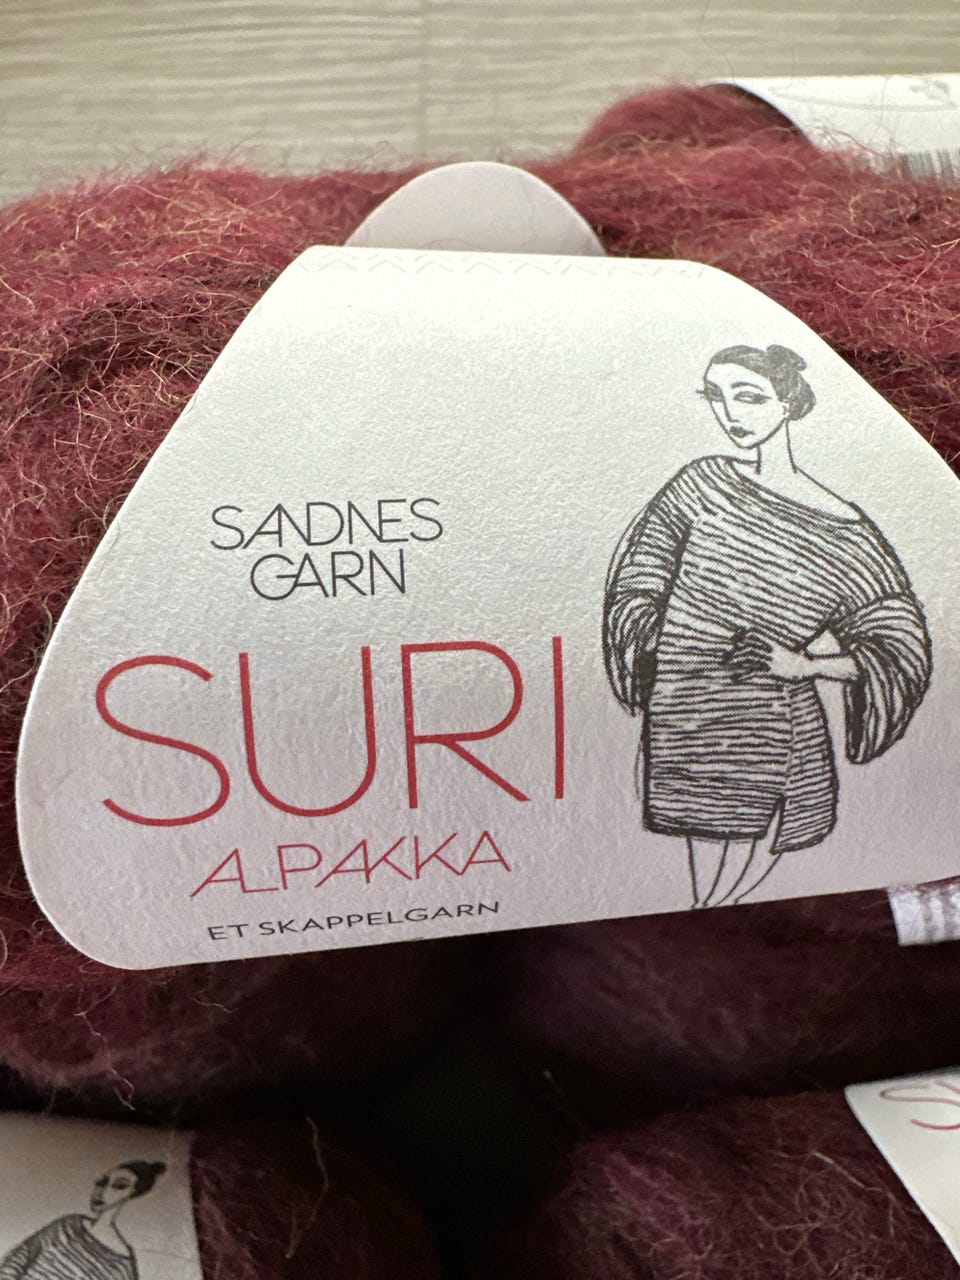 SANDNES
GARN
SURI
ALPAKKA
ET SKAPPELGARN